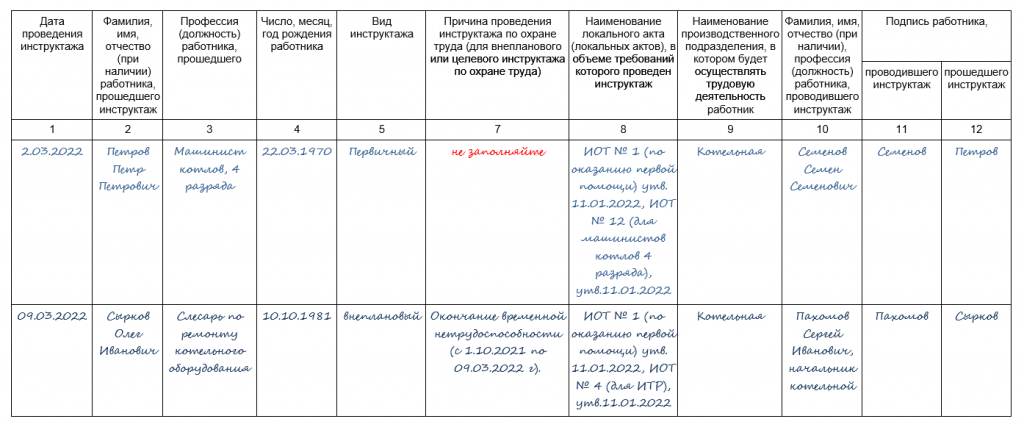 Дата
проведения
инструктажа
Фамилия,
имя,
отчество
(при
наличии)
работника,
прошедшего
инструктаж
Профессия
(должность)
работника,
прошедшего
Число, месяц,
год рождения
работника
Вид
инструктажа
Причина проведения
инструктажа по охране
труда (для внепланового
или целевого инструктажа
по охране труда)
Наименование
локального акта
(локальных актов), в
объеме требований
которого проведен
инструктаж
Наименование
производственного
подразделения, в
котором будет
осуществлять
трудовую
деятельность
работник
Фамилия, имя,
отчество (при
наличии),
профессия
(должность)
работника,
проводившего
инструктаж
Подпись работника,
проводившего
инструктаж
прошедшего
инструктаж
1 2 3 4 5 7 8 9 10 11 12
2.03.2022
Петров
Петр
Петрович
Машинист
котлов, 4
разряда
22.03.1970
Первичный
не заполняйте
ИОТ № 1 (по
оказанию первой
помощи) утв.
11.01.2022, ИОТ
№ 12 (для
машинистов
котлов 4
разряда),
утв.11.01.2022
Котельная
Семенов
Семен
Семенович
Семенов
Петров
09.03.2022
Сырков
Олег
Иванович
Слесарь по
ремонту
котельного
оборудования
10.10.1981
внеплановый
Окончание временной
нетрудоспособности
(с 1.10.2021 по
09.03.2022 г).
ИОТ № 1 (по
оказанию первой
помощи) утв.
11.01.2022, ИОТ
№ 4 (для ИТР),
утв.11.01.2022
Котельная
Пахомов
Сергей
Иванович,
начальник
котельной
Пахомов
Сырков